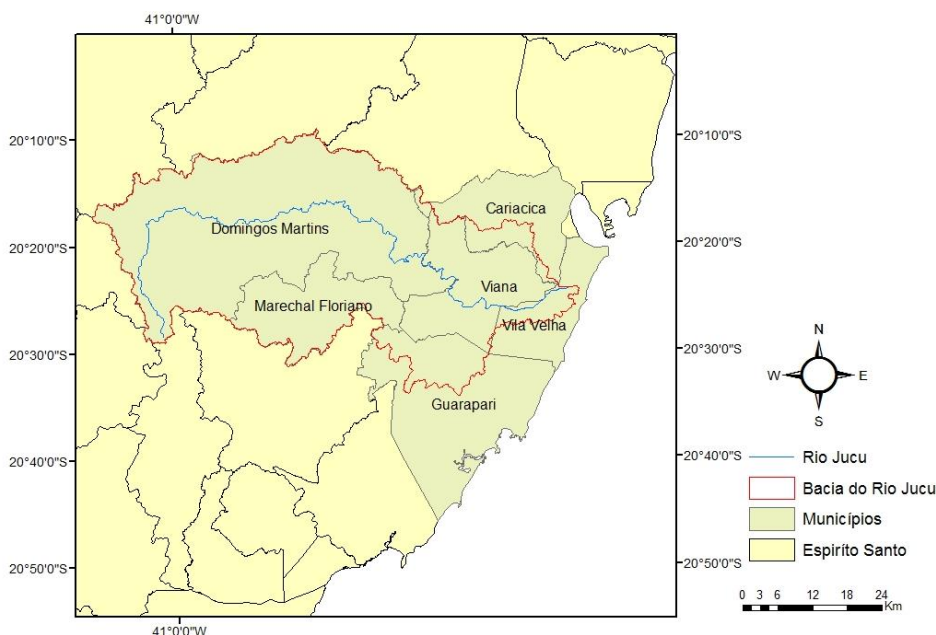 41°0'0"W
20°10'0"S
20°10'0"S
Cariacica
20°20'0"S
Domingos Martins
20°20'0"S
Viana
Marechal Floriano
Vila Velha
20°30'0"S
20°30'0"S
N
W
E
S
Guarapari
20°40'0"S
20°40'0"S
Rio Jucu
Bacia do Rio Jucu
Municípios
Espiríto Santo
20°50'0"S
20°50'0"S
0 3 6 12 18 24
Km
41°0'0"W